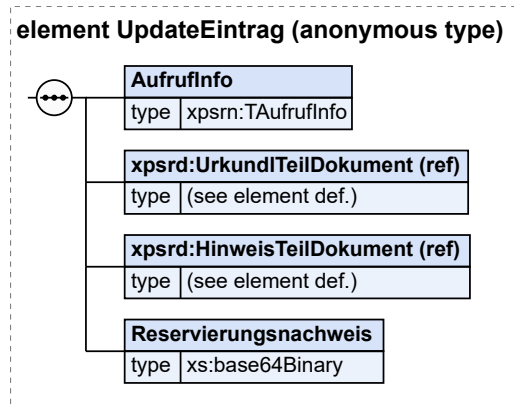 element UpdateEintrag (anonymous type)
AufrufInfo
type xpsrn:TAufrufInfo
xpsrd:UrkundlTeilDokument (ref)
type (see element def.)
xpsrd:HinweisTeilDokument (ref)
type (see element def.)
Reservierungsnachweis
type xs:base64Binary